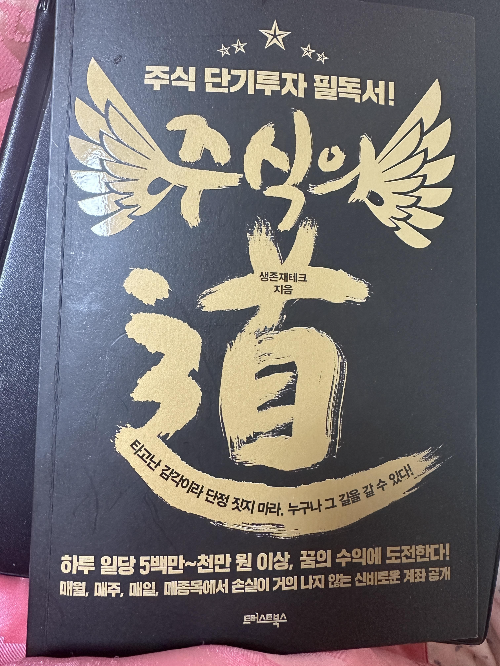 주식 단기투자 필독서!
주식의
道
생존재테크
지음
타고난 감각이라 단정 짓지 마라. 누구나 그 길을 갈 수 있다!
하루 일당 5백만~천만 원 이상, 꿈의 수익에 도전한다!
매월, 매주, 매일, 매종목에서 손실이 거의 나지 않는 신비로운 계좌 공개
트러스트북스